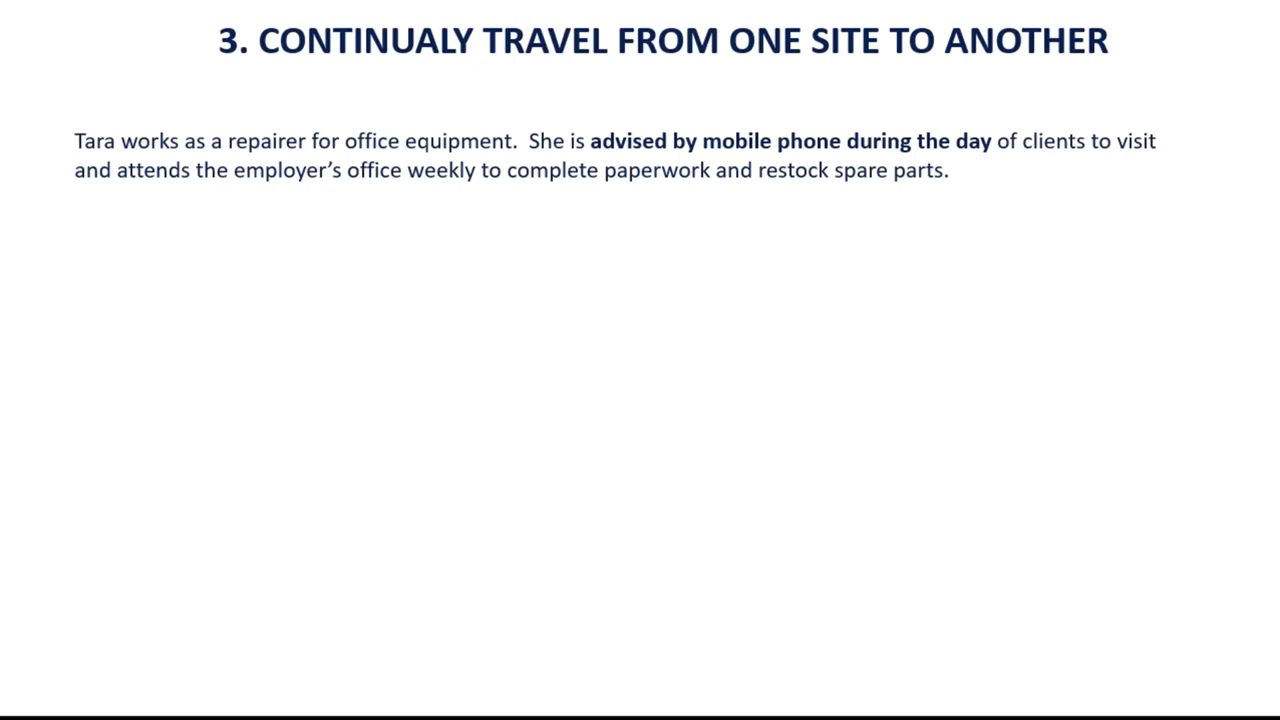 3. CONTINUALY TRAVEL FROM ONE SITE TO ANOTHER
Tara works as a repairer for office equipment.  She is advised by mobile phone during the day of clients to visit
and attends the employer’s office weekly to complete paperwork and restock spare parts.